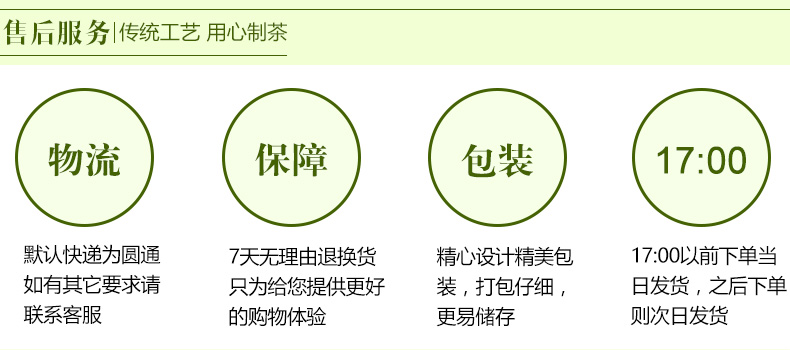 售后服务|传统工艺 用心制茶
物流
默认快递为圆通
如有其它要求请
联系客服
保障
7天无理由退换货
只为给您提供更好
的购物体验
包装
精心设计精美包
装，打包仔细，
更易储存
17:00
17:00以前下单当
日发货，之后下单
则次日发货